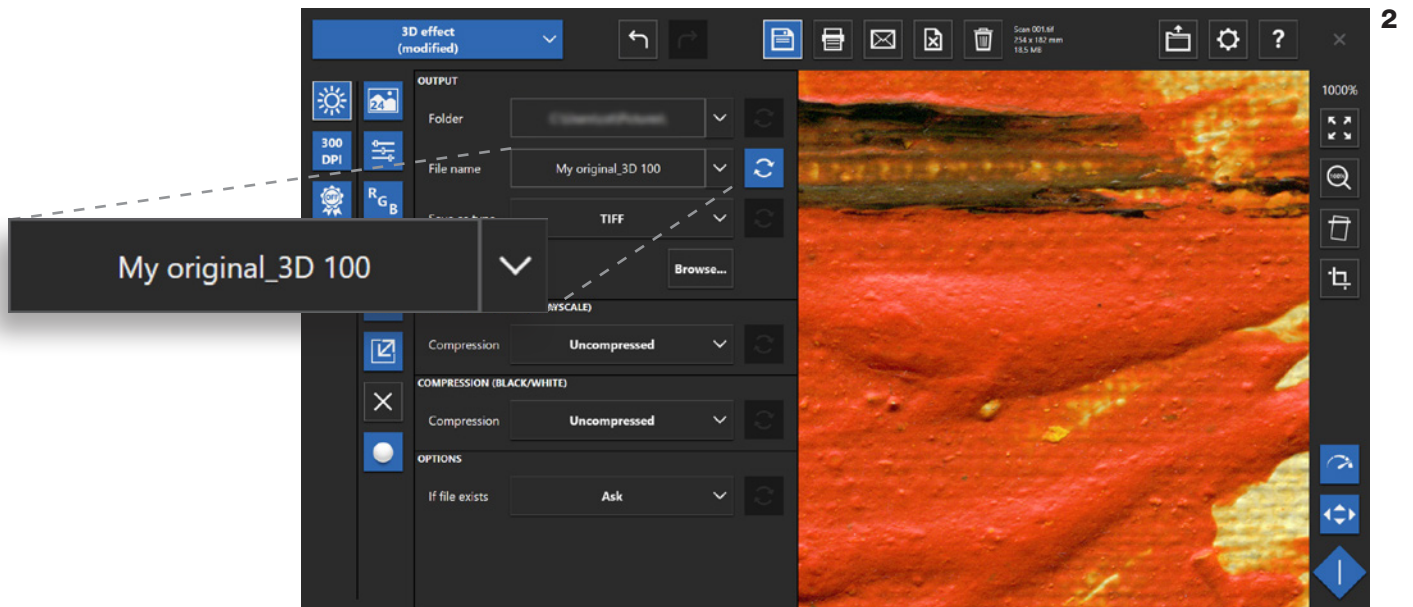 2
3D effect
(modified)
Scan 001.tif
254 x 182 mm
18.5 MB
?
1000%
OUTPUT
24
Folder
300
DPI
File name
My original_3D 100
100%
OFF
R
G
B
TIFF
My original_3D 100
Browse...
Compression
Uncompressed
COMPRESSION (BLACK/WHITE)
Compression
Uncompressed
OPTIONS
If file exists
Ask